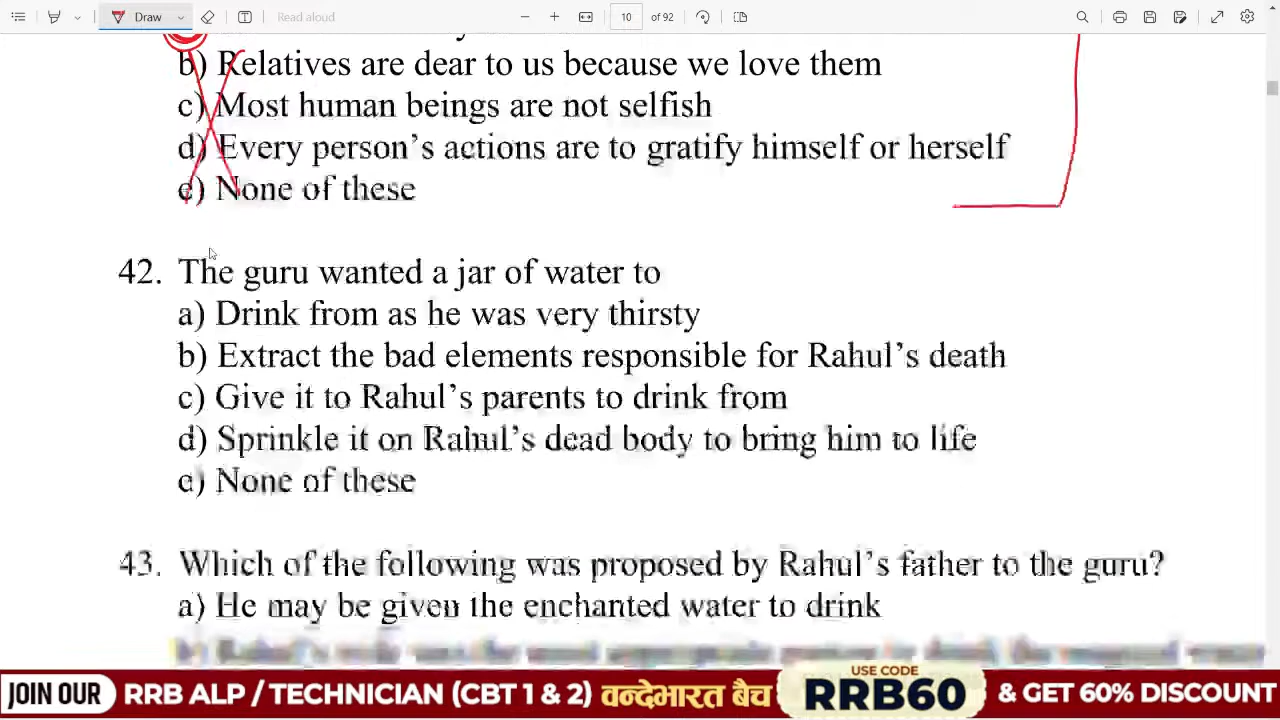 Draw
Read aloud
10 of 92
b) Relatives are dear to us because we love them
c) Most human beings are not selfish
d) Every person's actions are to gratify himself or herself
e) None of these
42. The guru wanted a jar of water to
a) Drink from as he was very thirsty
b) Extract the bad elements responsible for Rahul's death
c) Give it to Rahul's parents to drink from
d) Sprinkle it on Rahul's dead body to bring him to life
e) None of these
43. Which of the following was proposed by Rahul's father to the guru?
a) He may be given the enchanted water to drink
JOIN OUR RRB ALP / TECHNICIAN (CBT 1 & 2) वन्देभारत बैच USE CODE RRB60 & GET 60% DISCOUNT